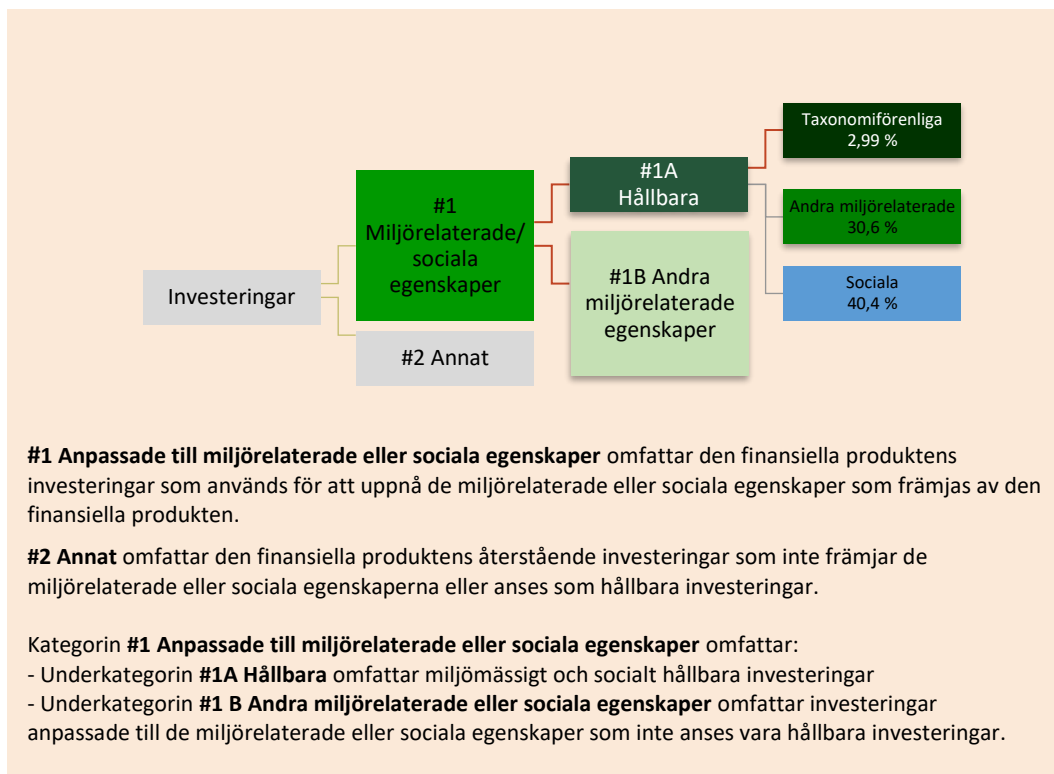 Taxonomiförenliga
2,99 %
#1A
Hållbara
#1
Miljörelaterade/
sociala
egenskaper
Andra miljörelaterade
30,6 %
#1B Andra
miljörelaterade
egenskaper
Sociala
40,4 %
Investeringar
#2 Annat
#1 Anpassade till miljörelaterade eller sociala egenskaper omfattar den finansiella produktens
investeringar som används för att uppnå de miljörelaterade eller sociala egenskaper som främjas av den
finansiella produkten.
#2 Annat omfattar den finansiella produktens återstående investeringar som inte främjar de
miljörelaterade eller sociala egenskaperna eller anses som hållbara investeringar.
Kategorin #1 Anpassade till miljörelaterade eller sociala egenskaper omfattar:
- Underkategorin #1A Hållbara omfattar miljömässigt och socialt hållbara investeringar
- Underkategorin #1 B Andra miljörelaterade eller sociala egenskaper omfattar investeringar
anpassade till de miljörelaterade eller sociala egenskaper som inte anses vara hållbara investeringar.